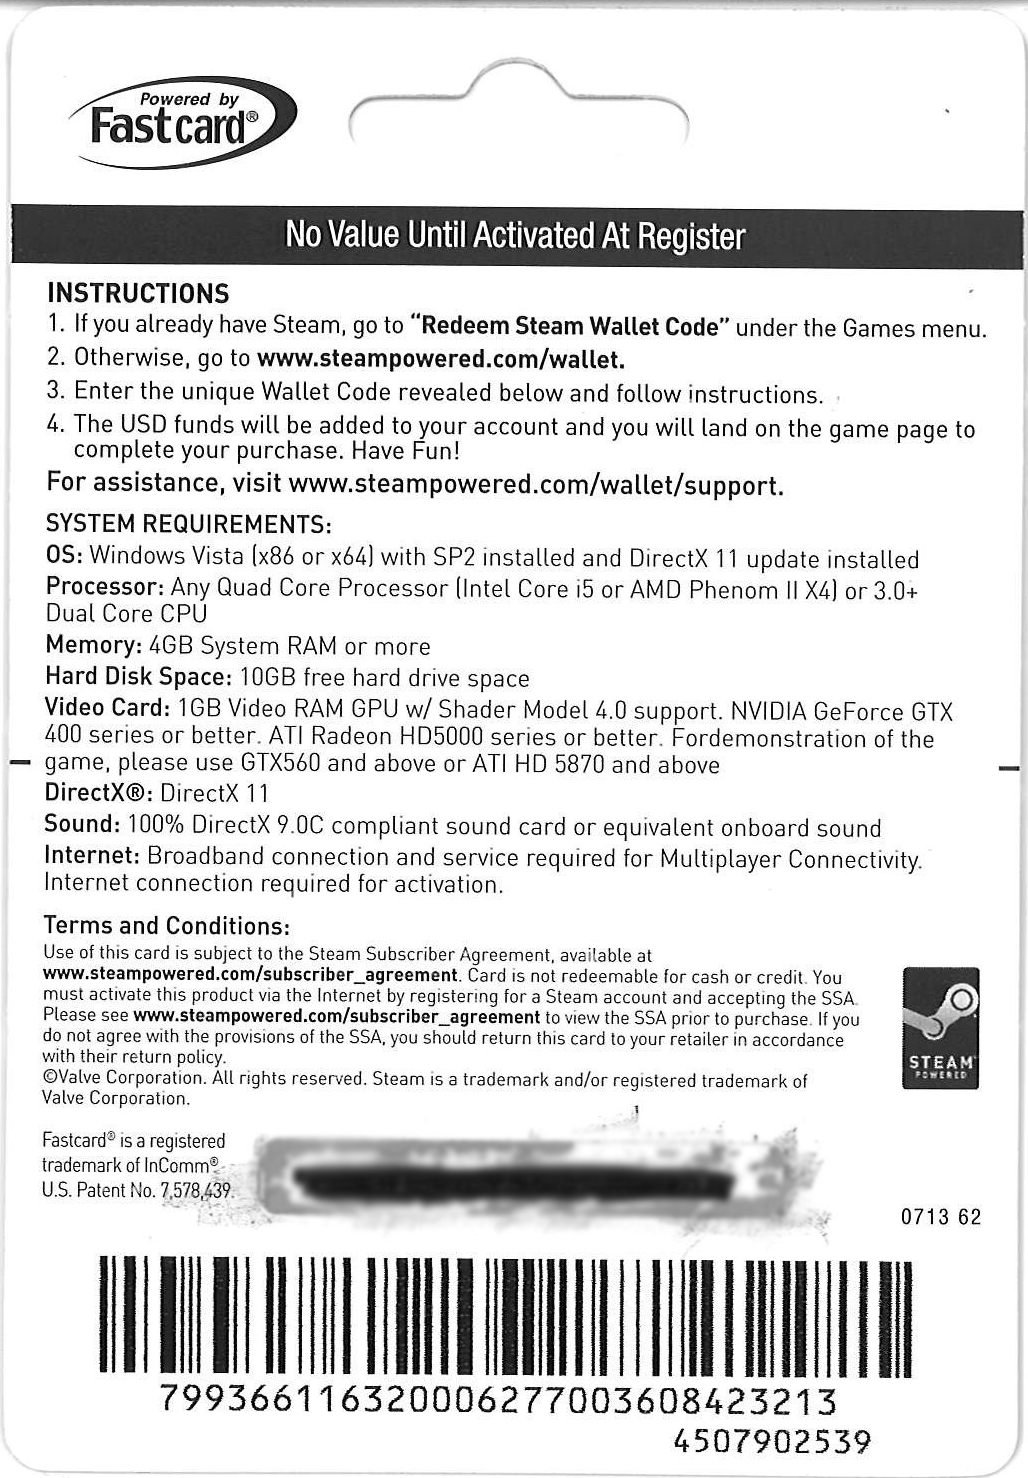 Powered by
Fastcard®
No Value Until Activated At Register
INSTRUCTIONS
1. If you already have Steam, go to “Redeem Steam Wallet Code” under the Games menu.
2. Otherwise, go to www.steampowered.com/wallet.
3. Enter the unique Wallet Code revealed below and follow instructions.
4. The USD funds will be added to your account and you will land on the game page to
complete your purchase. Have Fun!
For assistance, visit www.steampowered.com/wallet/support.
SYSTEM REQUIREMENTS:
OS: Windows Vista (x86 or x64) with SP2 installed and DirectX 11 update installed
Processor: Any Quad Core Processor (Intel Core i5 or AMD Phenom II X4) or 3.0+
Dual Core CPU
Memory: 4GB System RAM or more
Hard Disk Space: 10GB free hard drive space
Video Card: 1GB Video RAM GPU w/ Shader Model 4.0 support. NVIDIA GeForce GTX
400 series or better. ATI Radeon HD5000 series or better. Fordemonstration of the
game, please use GTX560 and above or ATI HD 5870 and above
DirectX®: DirectX 11
Sound: 100% DirectX 9.0C compliant sound card or equivalent onboard sound
Internet: Broadband connection and service required for Multiplayer Connectivity.
Internet connection required for activation.
Terms and Conditions:
Use of this card is subject to the Steam Subscriber Agreement, available at
www.steampowered.com/subscriber_agreement. Card is not redeemable for cash or credit. You
must activate this product via the Internet by registering for a Steam account and accepting the SSA.
Please see www.steampowered.com/subscriber_agreement to view the SSA prior to purchase. If you
do not agree with the provisions of the SSA, you should return this card to your retailer in accordance
with their return policy.
©Valve Corporation. All rights reserved. Steam is a trademark and/or registered trademark of
Valve Corporation.
STEAM
POWERED
Fastcard® is a registered
trademark of InComm®
U.S. Patent No. 7,578,439.
0713 62
799366116320006277003608423213
4507902539